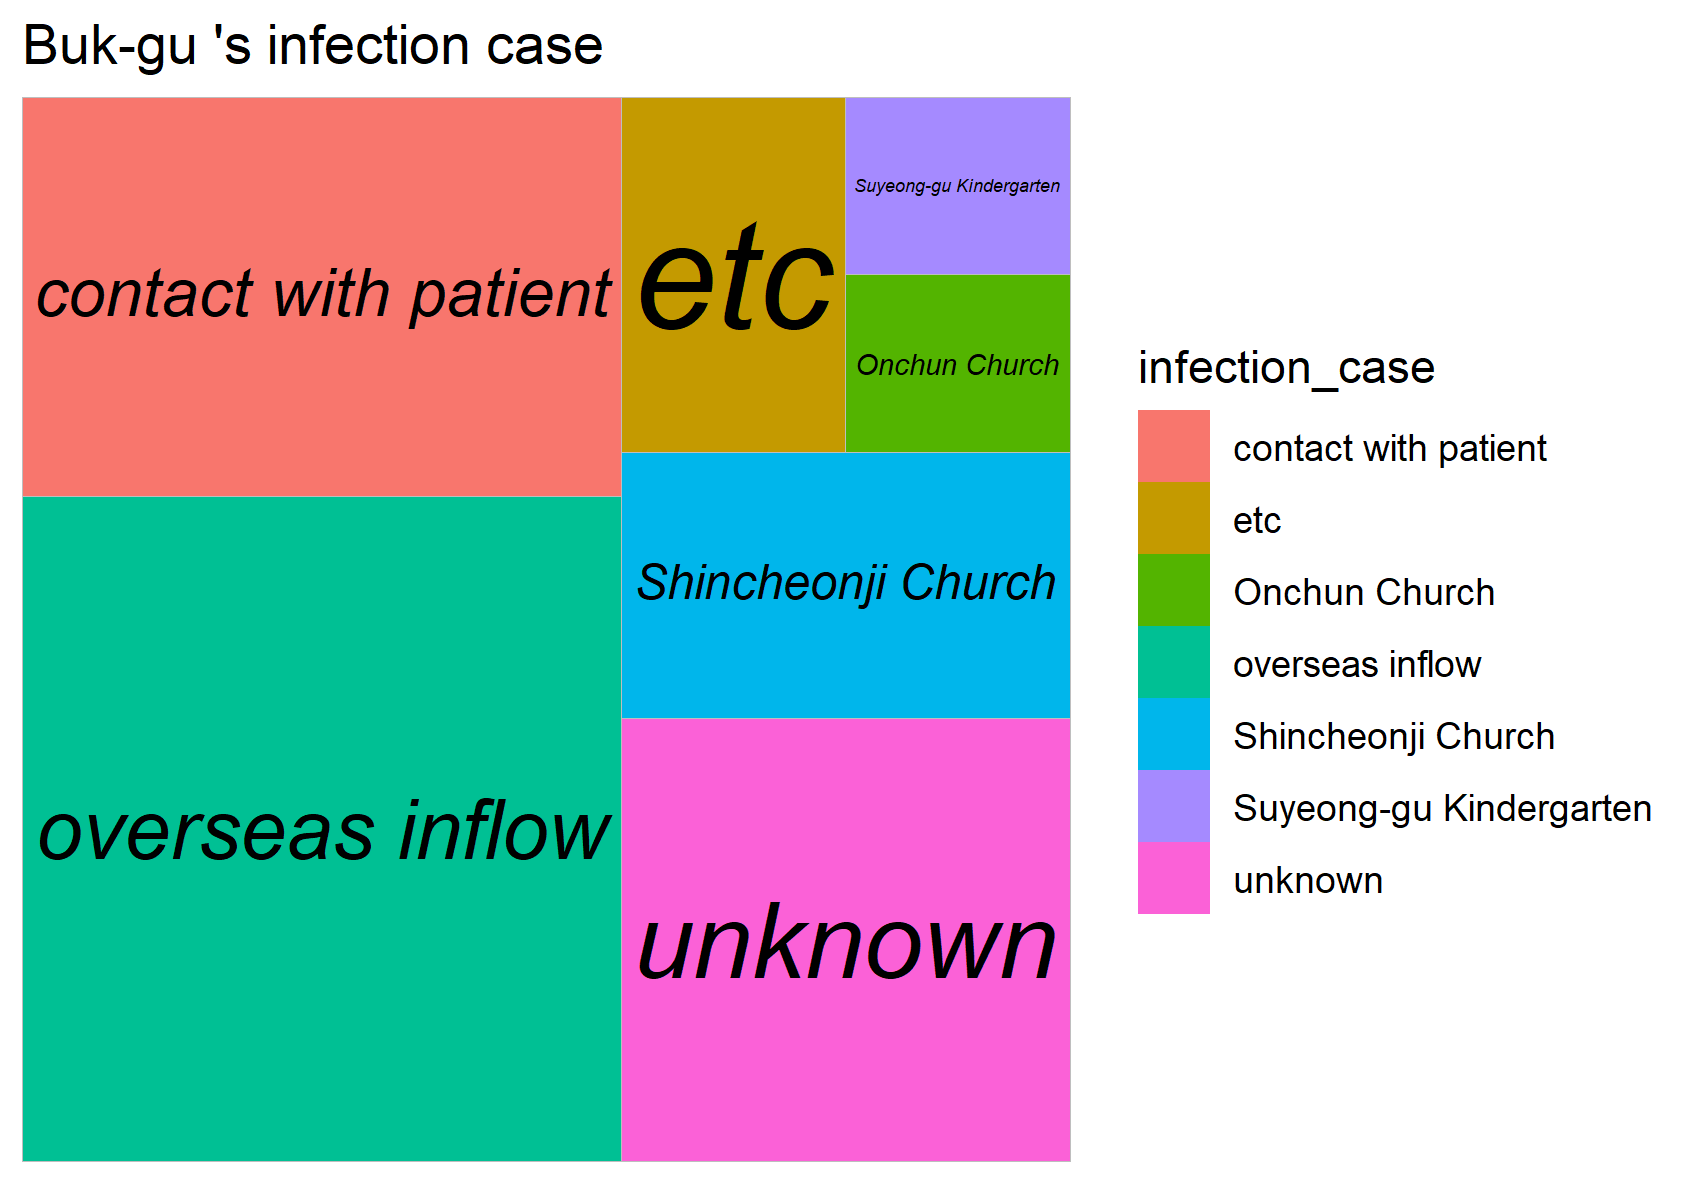 Buk-gu 's infection case
contact with patient
etc
Suyeong-gu Kindergarten
Onchun Church
Shincheonji Church
overseas inflow
unknown
infection_case
contact with patient
etc
Onchun Church
overseas inflow
Shincheonji Church
Suyeong-gu Kindergarten
unknown